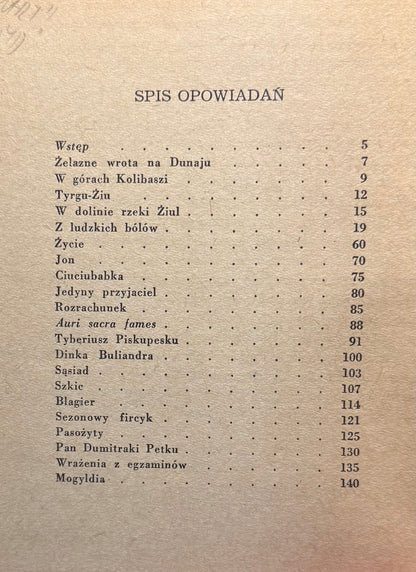 SPIS OPOWIADAŃ
Wstęp . . . . . . . . . . 5
Żelazne wrota na Dunaju . . . . . 7
W górach Kolibaszi . . . . . . . 9
Tyrgu-Żiu . . . . . . . . . 12
W dolinie rzeki Żiul . . . . . . . 15
Z ludzkich bólów . . . . . . . 19
Życie . . . . . . . . . . 60
Jon . . . . . . . . . . 70
Ciuciubabka . . . . . . . . 75
Jedyny przyjaciel . . . . . . . 80
Rozrachunek . . . . . . . . 85
Auri sacra fames . . . . . . . 88
Tyberiusz Piskupesku . . . . . . 91
Dinka Buliandra . . . . . . . 100
Sąsiad . . . . . . . . . 103
Szkic . . . . . . . . . . 107
Blagier . . . . . . . . . 114
Sezonowy fircyk . . . . . . . 121
Pasożyty . . . . . . . . . 125
Pan Dumitraki Petku . . . . . . 130
Wrażenia z egzaminów . . . . . . 135
Mogyldia . . . . . . . . . 140